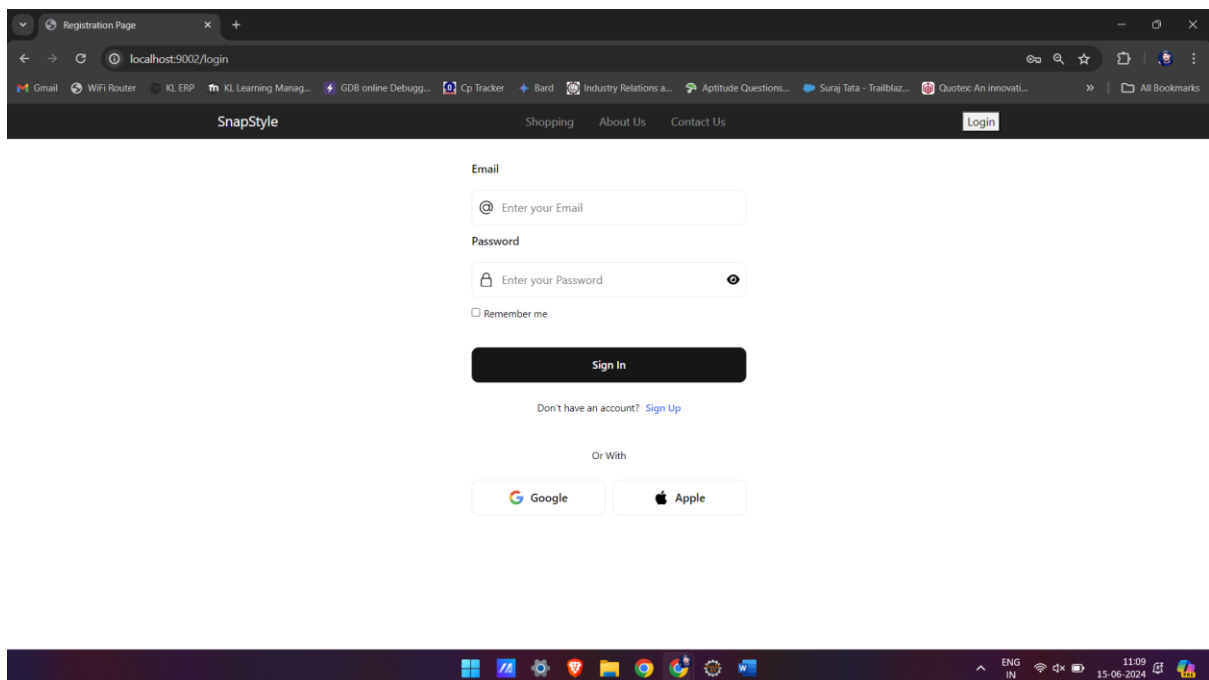 Registration Page
localhost:9002/login
Gmail WiFi Router KL ERP KL Learning Manag... GDB online Debugg... Cp Tracker Bard Industry Relations a... Aptitude Questions... Suraj Tata - Trailblaz... Quotex: An innovati... » All Bookmarks
SnapStyle Shopping About Us Contact Us Login
Email
@ Enter your Email
Password
Enter your Password
Remember me
Sign In
Don't have an account? Sign Up
Or With
Google Apple
ENG 11:09
IN 15-06-2024